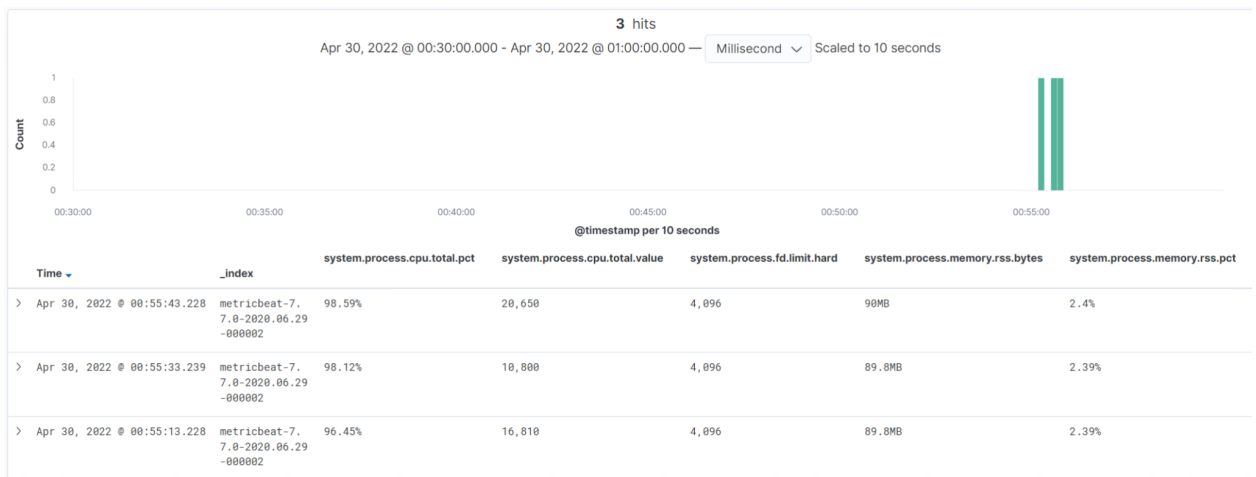 3 hits
Apr 30, 2022 @ 00:30:00.000 - Apr 30, 2022 @ 01:00:00.000 — Millisecond Scaled to 10 seconds
1
0.8
0.6
0.4
0.2
0
Count
00:30:00 00:35:00 00:40:00 00:45:00 00:50:00 00:55:00
@timestamp per 10 seconds
Time _index system.process.cpu.total.pct system.process.cpu.total.value system.process.fd.limit.hard system.process.memory.rss.bytes system.process.memory.rss.pct
Apr 30, 2022 @ 00:55:43.228 metricbeat-7. 98.59% 20,650 4,096 90MB 2.4%
7.0-2020.06.29
-000002
Apr 30, 2022 @ 00:55:33.239 metricbeat-7. 98.12% 10,800 4,096 89.8MB 2.39%
7.0-2020.06.29
-000002
Apr 30, 2022 @ 00:55:13.228 metricbeat-7. 96.45% 16,810 4,096 89.8MB 2.39%
7.0-2020.06.29
-000002